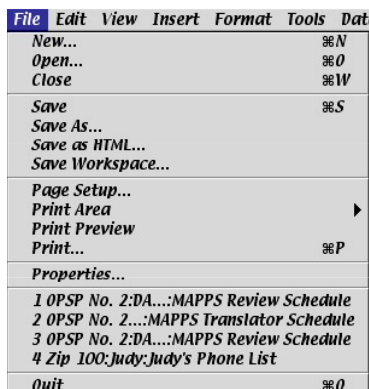 File Edit View Insert Format Tools Dat
New... ⌘N
Open... ⌘O
Close ⌘W
Save ⌘S
Save As...
Save as HTML...
Save Workspace...
Page Setup...
Print Area
Print Preview
Print... ⌘P
Properties...
1 OPSP No. 2:DA...:MAPPS Review Schedule
2 OPSP No. 2...:MAPPS Translator Schedule
3 OPSP No. 2:DA...:MAPPS Review Schedule
4 Zip 100:Judy:Judy's Phone List
Quit ⌘Q